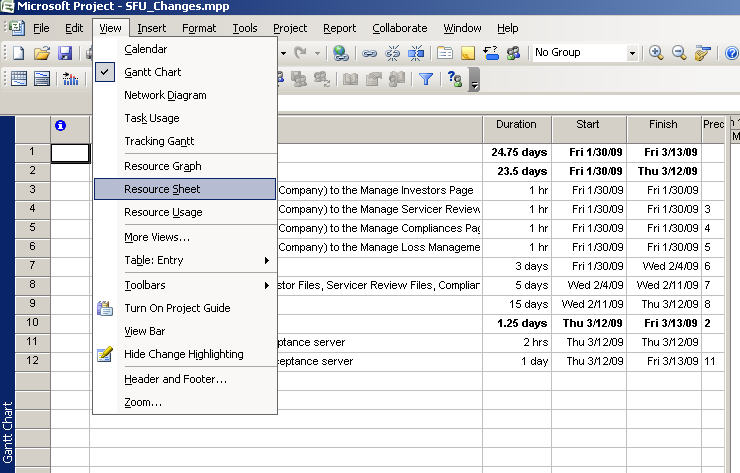 Microsoft Project - SFU_Changes.mpp
File Edit View Insert Format Tools Project Report Collaborate Window Help
No Group
Calendar
Gantt Chart
Network Diagram
Task Usage
Tracking Gantt
Resource Graph
Resource Sheet
Resource Usage
More Views...
Table: Entry
Toolbars
Turn On Project Guide
View Bar
Hide Change Highlighting
Header and Footer...
Zoom...
Duration Start Finish Prec
1 24.75 days Fri 1/30/09 Fri 3/13/09
2 23.5 days Fri 1/30/09 Thu 3/12/09
3 Company) to the Manage Investors Page 1 hr Fri 1/30/09 Fri 1/30/09
4 Company) to the Manage Servicer Review 1 hr Fri 1/30/09 Fri 1/30/09 3
5 Company) to the Manage Compliances Pag 1 hr Fri 1/30/09 Fri 1/30/09 4
6 Company) to the Manage Loss Manageme 1 hr Fri 1/30/09 Fri 1/30/09 5
7 3 days Fri 1/30/09 Wed 2/4/09 6
8 stor Files, Servicer Review Files, Complian 5 days Wed 2/4/09 Wed 2/11/09 7
9 15 days Wed 2/11/09 Thu 3/12/09 8
10 1.25 days Thu 3/12/09 Fri 3/13/09 2
11 ptance server 2 hrs Thu 3/12/09 Thu 3/12/09
12 ceptance server 1 day Thu 3/12/09 Fri 3/13/09 11
Gantt Chart